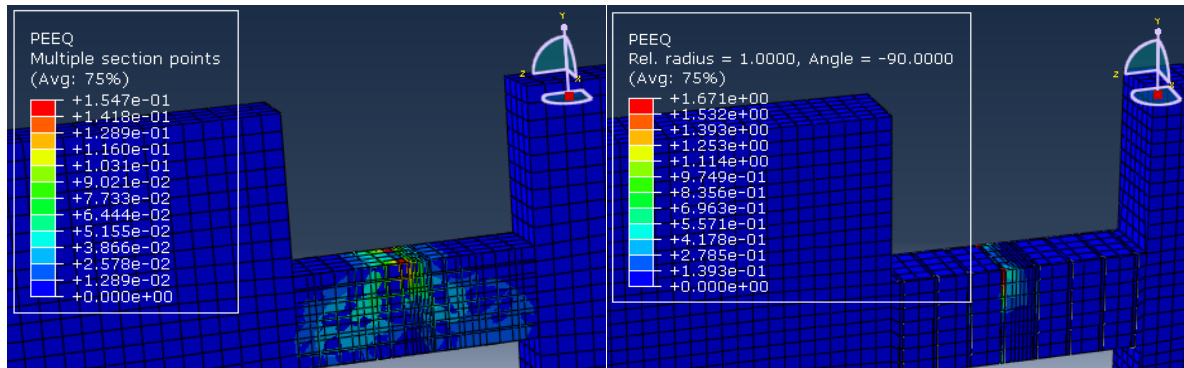 PEEQ
Multiple section points
(Avg: 75%)
+1.547e-01
+1.418e-01
+1.289e-01
+1.160e-01
+1.031e-01
+9.021e-02
+7.733e-02
+6.444e-02
+5.155e-02
+3.866e-02
+2.578e-02
+1.289e-02
+0.000e+00
Y
Z
X
PEEQ
Rel. radius = 1.0000, Angle = -90.0000
(Avg: 75%)
+1.671e+00
+1.532e+00
+1.393e+00
+1.253e+00
+1.114e+00
+9.749e-01
+8.356e-01
+6.963e-01
+5.571e-01
+4.178e-01
+2.785e-01
+1.393e-01
+0.000e+00
Y
Z